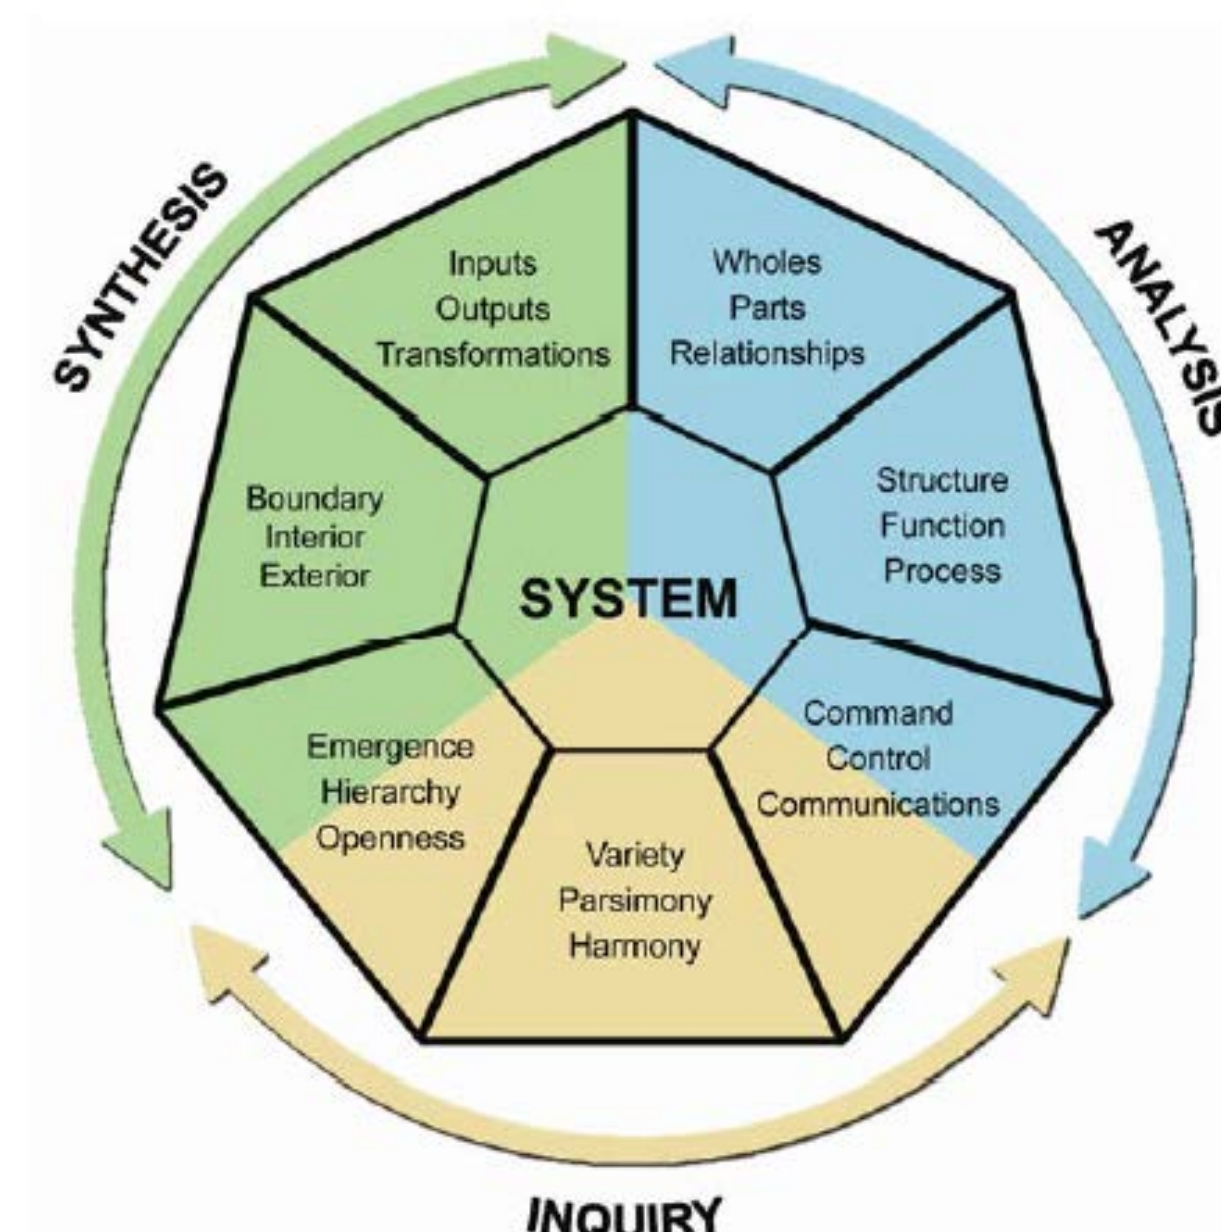 SYNTHESIS
ANALYSIS
Inputs
Outputs
Transformations
Wholes
Parts
Relationships
Boundary
Interior
Exterior
Structure
Function
Process
SYSTEM
Emergence
Hierarchy
Openness
Command
Control
Communications
Variety
Parsimony
Harmony
INQUIRY